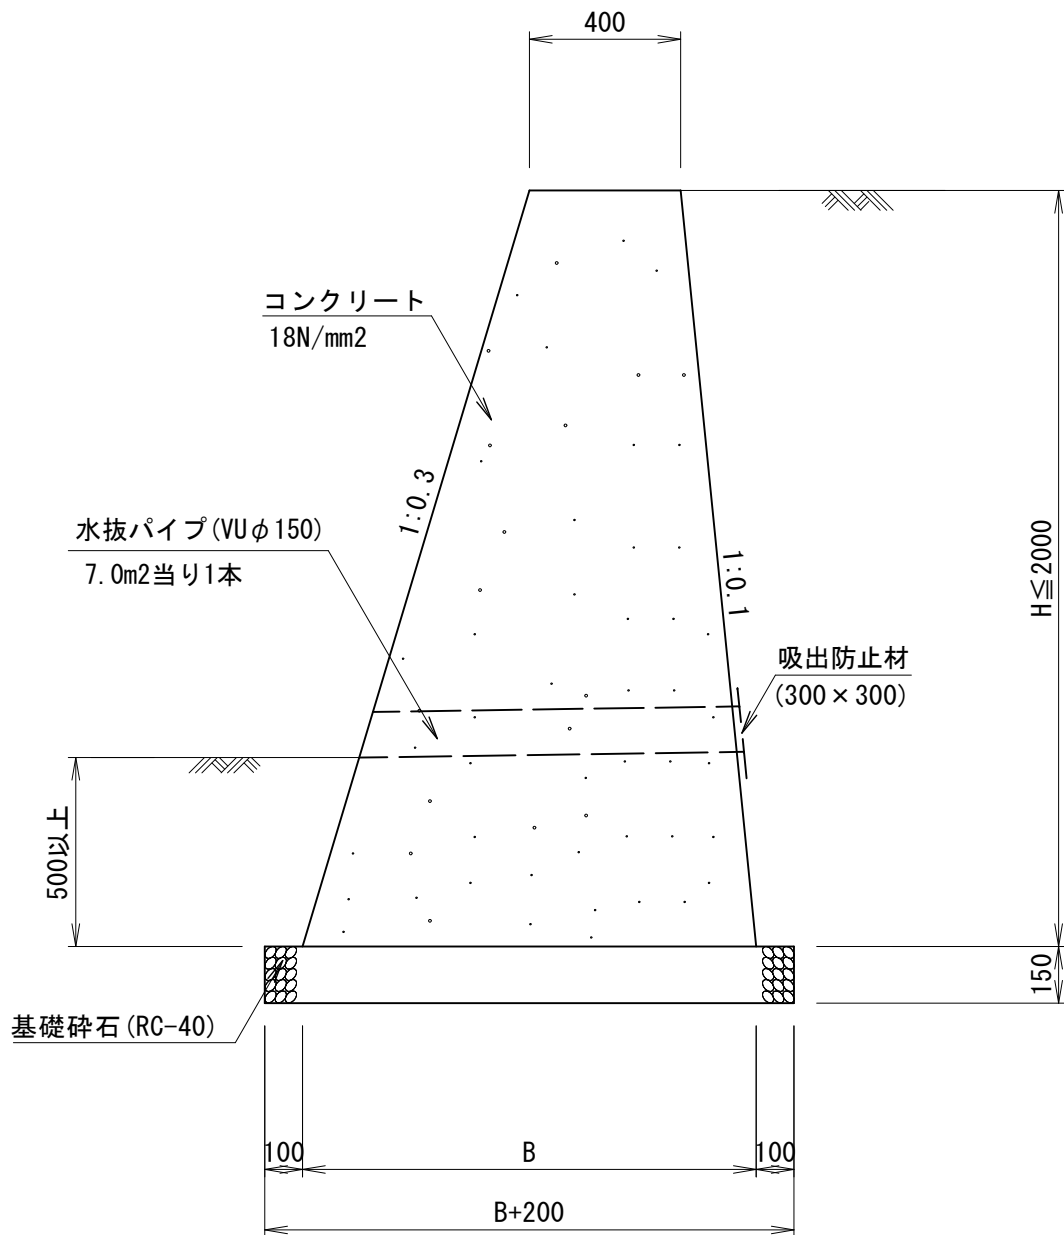 400
コンクリート
18N/mm2
1:0.3
水抜パイプ(VUφ150)
7.0m2当り1本
1:0.1
H≦2000
吸出防止材
(300×300)
500以上
150
基礎砕石(RC-40)
100
B
100
B+200